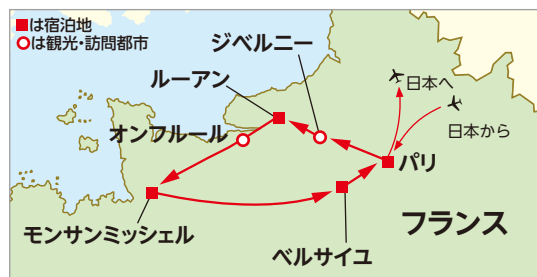 ■は宿泊地
○は観光・訪問都市
ジベルニー
ルーアン
オンフルール
日本へ
日本から
パリ
モンサンミッシェル
ベルサイユ
フランス